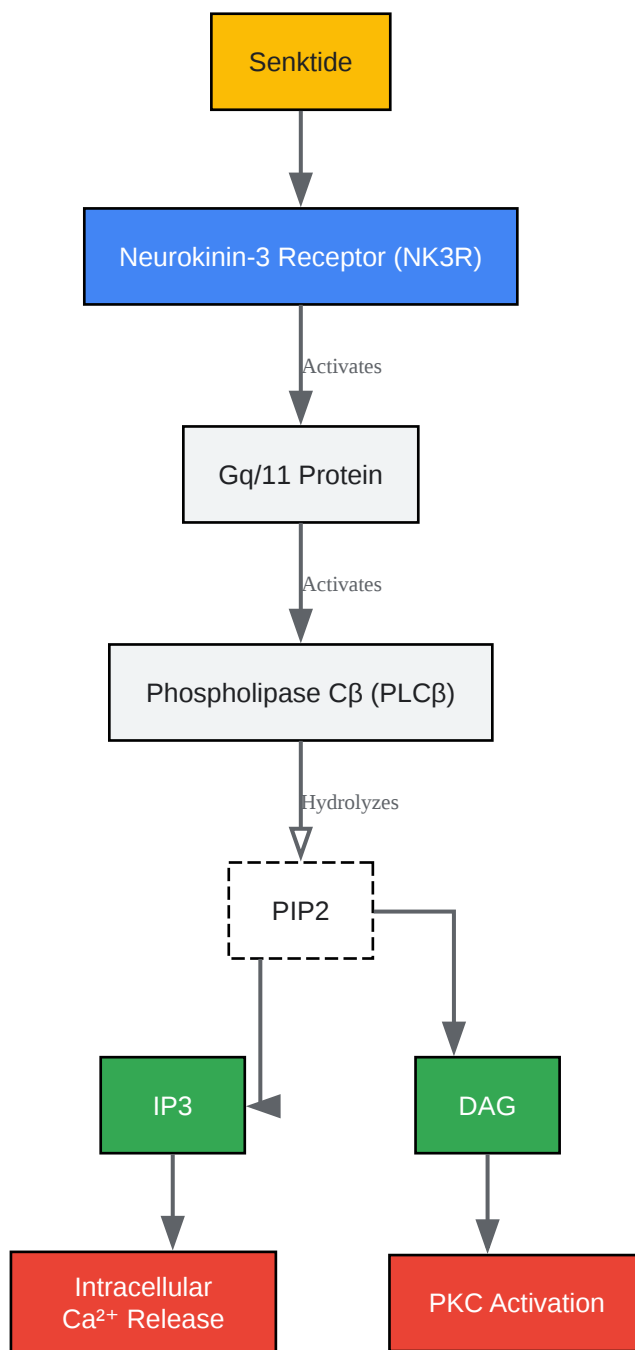 Senktide
Neurokinin-3 Receptor (NK3R)
Activates
Gq/11 Protein
Activates
Phospholipase Cβ (PLCβ)
Hydrolyzes
PIP2
IP3
DAG
Intracellular
Ca²⁺ Release
PKC Activation